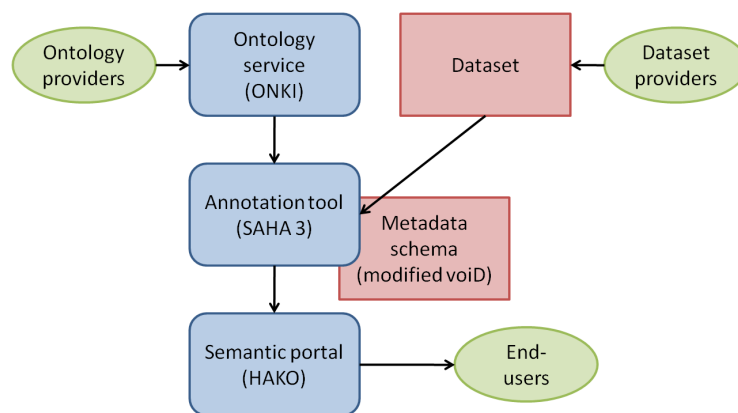 Ontology
providers
Ontology
service
(ONKI)
Dataset
Dataset
providers
Annotation tool
(SAHA 3)
Metadata
schema
(modified voiD)
Semantic portal
(HAKO)
End-
users